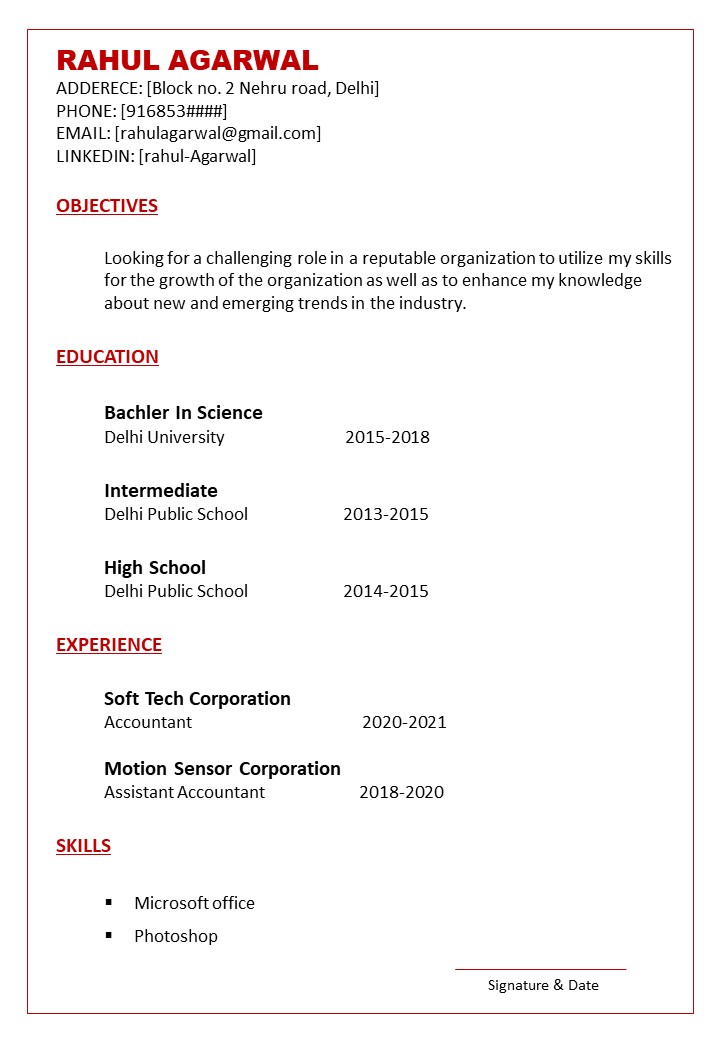 RAHUL AGARWAL
ADDERECE: [Block no. 2 Nehru road, Delhi]
PHONE: [916853####]
EMAIL: [rahulagarwal@gmail.com]
LINKEDIN: [rahul-Agarwal]
OBJECTIVES
Looking for a challenging role in a reputable organization to utilize my skills
for the growth of the organization as well as to enhance my knowledge
about new and emerging trends in the industry.
EDUCATION
Bachler In Science
Delhi University 2015-2018
Intermediate
Delhi Public School 2013-2015
High School
Delhi Public School 2014-2015
EXPERIENCE
Soft Tech Corporation
Accountant 2020-2021
Motion Sensor Corporation
Assistant Accountant 2018-2020
SKILLS
▪ Microsoft office
▪ Photoshop
Signature & Date